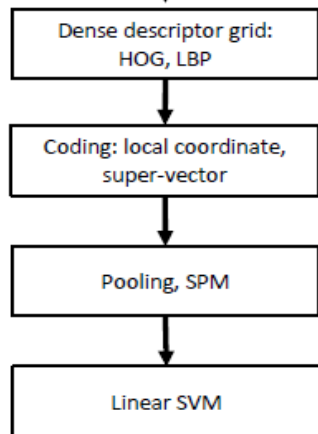 Dense descriptor grid:
HOG, LBP
Coding: local coordinate,
super-vector
Pooling, SPM
Linear SVM